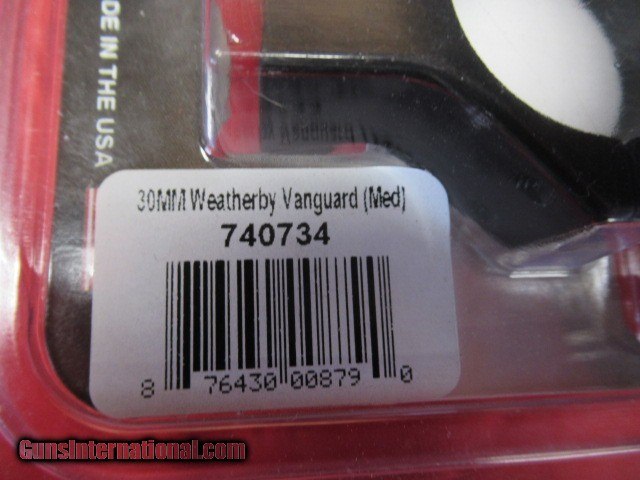 DE IN THE USA
30MM Weatherby Vanguard (Med)
740734
8 76430 00879 0
GunsInternational.com